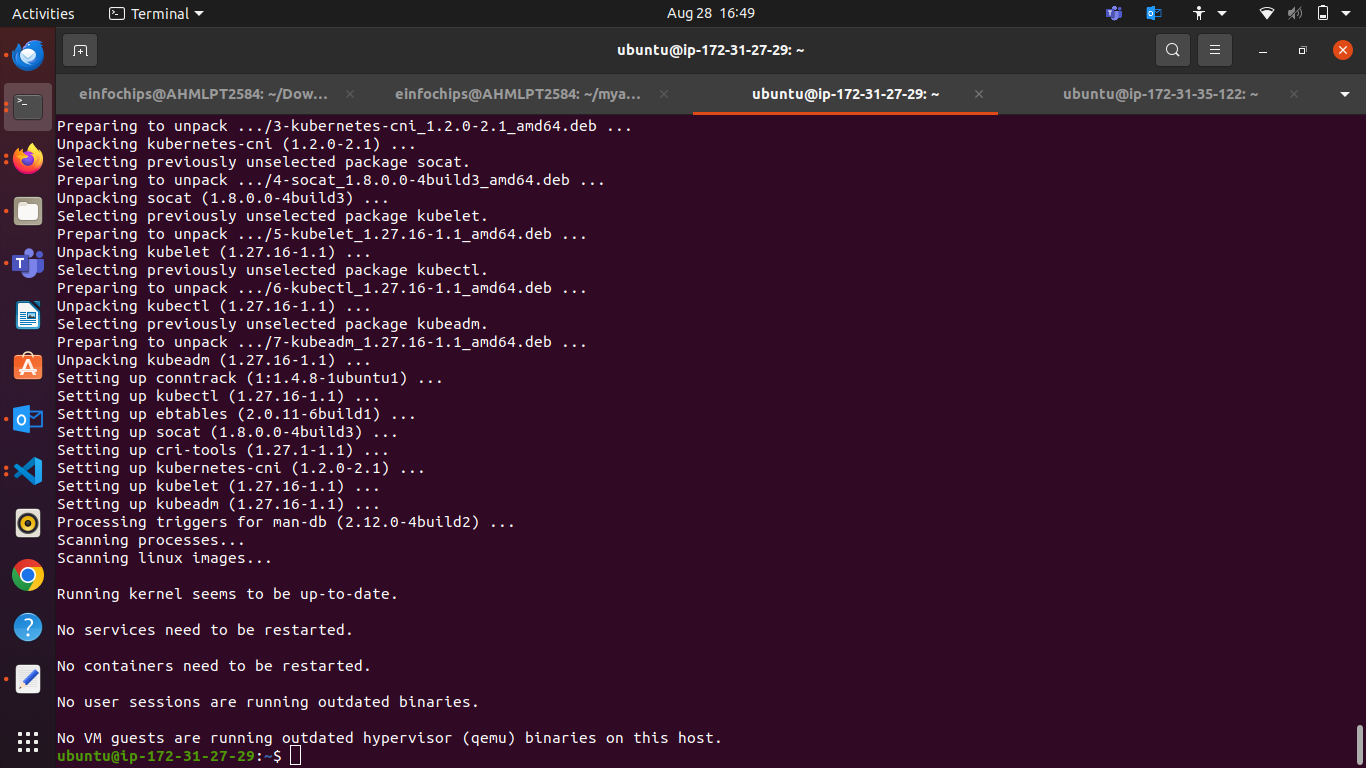 Activities
Terminal
Aug 28 16:49
ubuntu@ip-172-31-27-29: ~
einfochips@AHMLPT2584: ~/Dow...
einfochips@AHMLPT2584: ~/mya...
ubuntu@ip-172-31-27-29: ~
ubuntu@ip-172-31-35-122: ~
Preparing to unpack .../3-kubernetes-cni_1.2.0-2.1_amd64.deb ...
Unpacking kubernetes-cni (1.2.0-2.1) ...
Selecting previously unselected package socat.
Preparing to unpack .../4-socat_1.8.0.0-4build3_amd64.deb ...
Unpacking socat (1.8.0.0-4build3) ...
Selecting previously unselected package kubelet.
Preparing to unpack .../5-kubelet_1.27.16-1.1_amd64.deb ...
Unpacking kubelet (1.27.16-1.1) ...
Selecting previously unselected package kubectl.
Preparing to unpack .../6-kubectl_1.27.16-1.1_amd64.deb ...
Unpacking kubectl (1.27.16-1.1) ...
Selecting previously unselected package kubeadm.
Preparing to unpack .../7-kubeadm_1.27.16-1.1_amd64.deb ...
Unpacking kubeadm (1.27.16-1.1) ...
Setting up conntrack (1:1.4.8-1ubuntu1) ...
Setting up kubectl (1.27.16-1.1) ...
Setting up ebtables (2.0.11-6build1) ...
Setting up socat (1.8.0.0-4build3) ...
Setting up cri-tools (1.27.1-1.1) ...
Setting up kubernetes-cni (1.2.0-2.1) ...
Setting up kubelet (1.27.16-1.1) ...
Setting up kubeadm (1.27.16-1.1) ...
Processing triggers for man-db (2.12.0-4build2) ...
Scanning processes...
Scanning linux images...
Running kernel seems to be up-to-date.
No services need to be restarted.
No containers need to be restarted.
No user sessions are running outdated binaries.
No VM guests are running outdated hypervisor (qemu) binaries on this host.
ubuntu@ip-172-31-27-29:~$